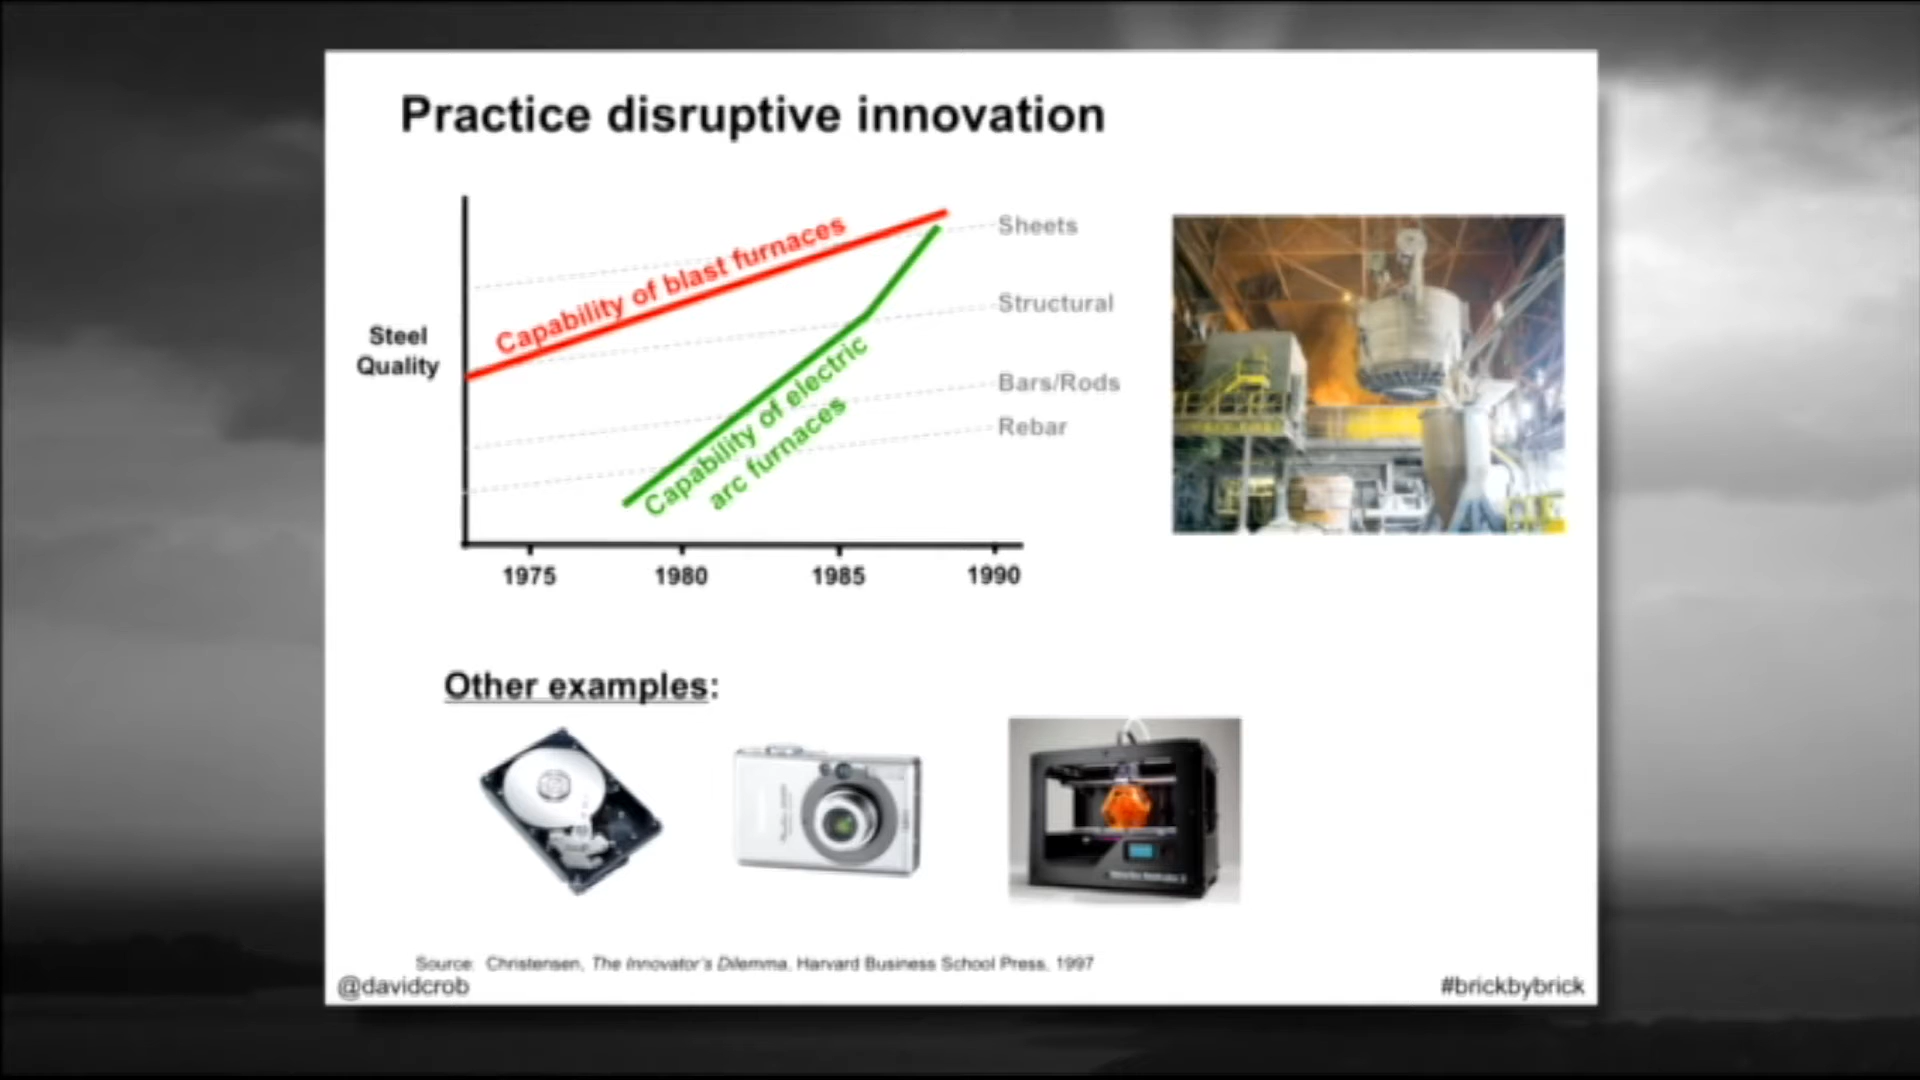 Practice disruptive innovation
Capability of blast furnaces
Sheets
Structural
Steel
Quality
Bars/Rods
Rebar
Capability of electric
arc furnaces
1975 1980 1985 1990
Other examples:
Source: Christensen, The Innovator's Dilemma, Harvard Business School Press, 1997
@davidcrob
#brickbybrick